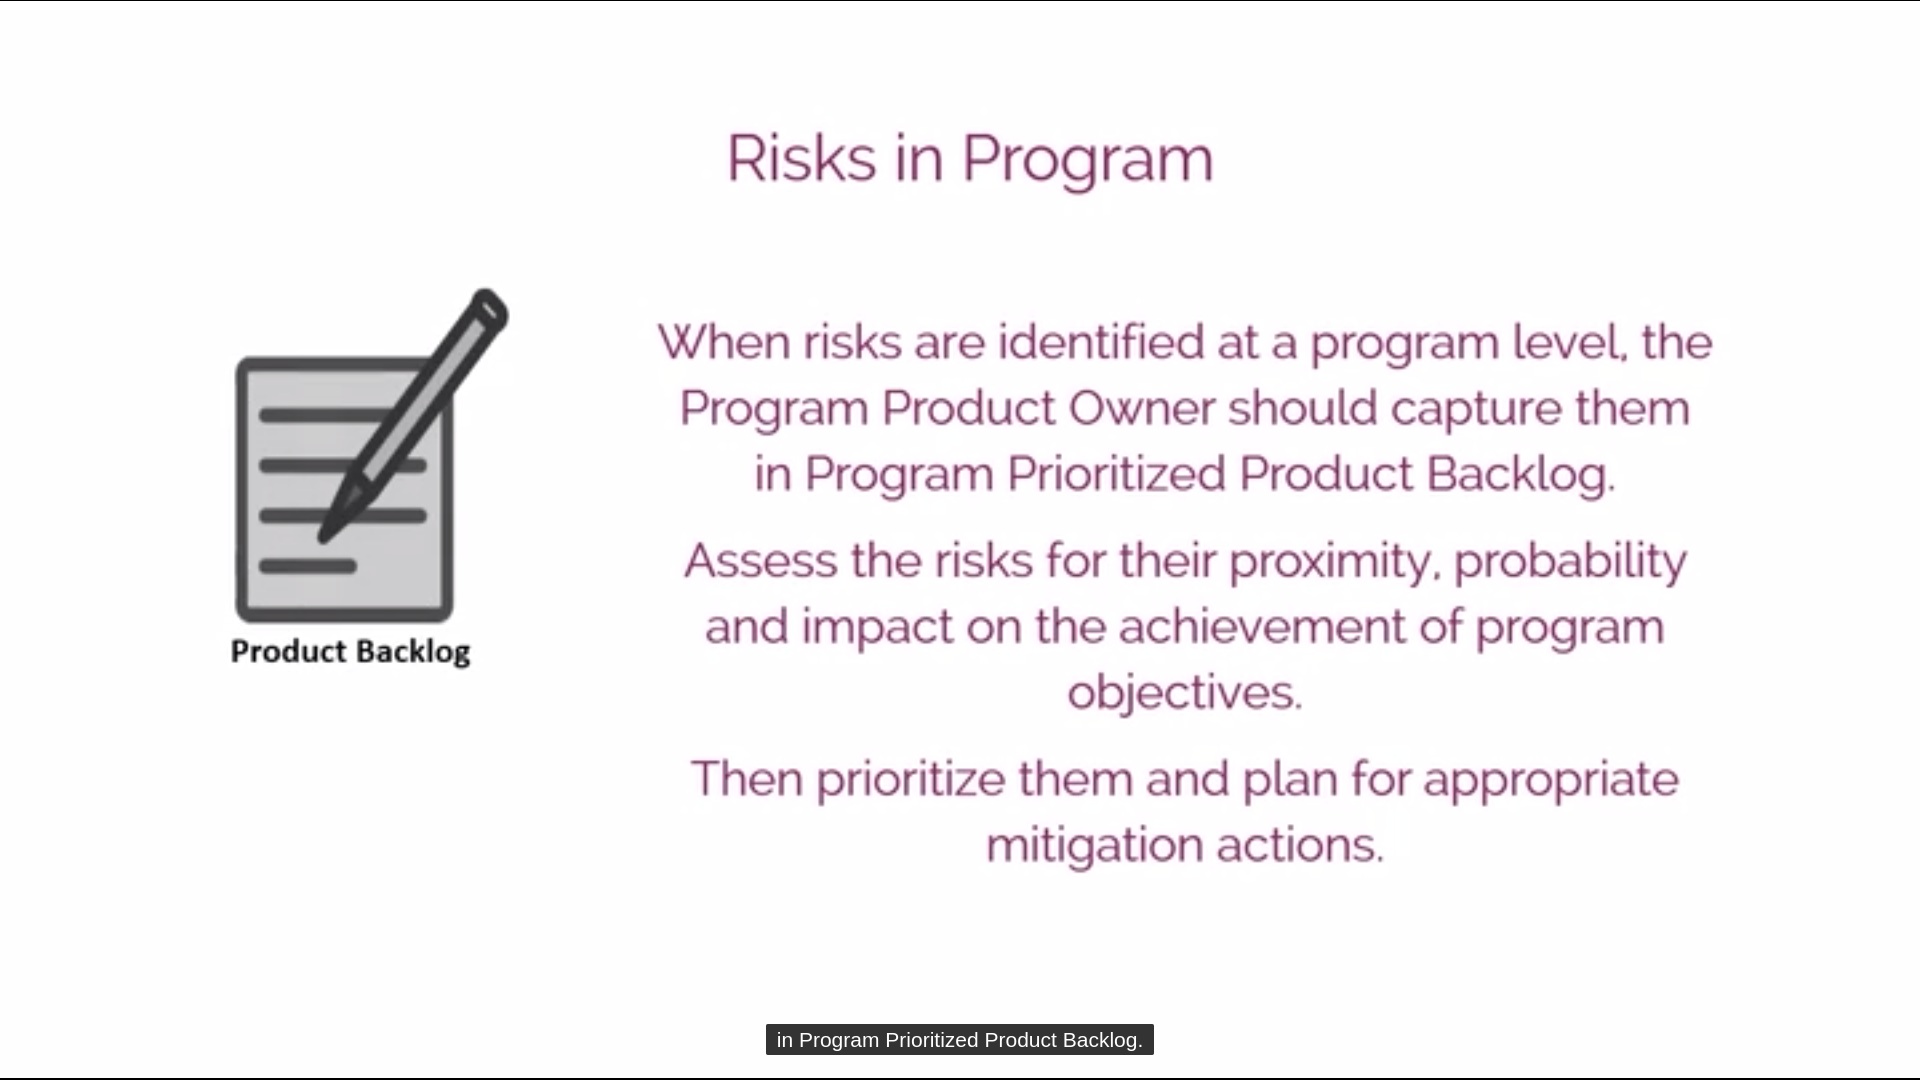 Risks in Program
When risks are identified at a program level, the
Program Product Owner should capture them
in Program Prioritized Product Backlog.
Assess the risks for their proximity, probability
and impact on the achievement of program
objectives.
Then prioritize them and plan for appropriate
mitigation actions.
Product Backlog
in Program Prioritized Product Backlog.